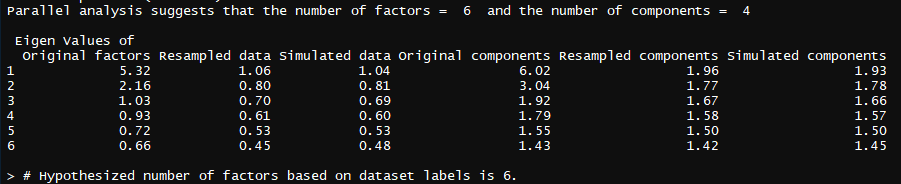 Parallel analysis suggests that the number of factors =  6  and the number of components =  4
Eigen Values of
Original factors Resampled data Simulated data Original components Resampled components Simulated components
1 5.32 1.06 1.04 6.02 1.96 1.93
2 2.16 0.80 0.81 3.04 1.77 1.78
3 1.03 0.70 0.69 1.92 1.67 1.66
4 0.93 0.61 0.60 1.79 1.58 1.57
5 0.72 0.53 0.53 1.55 1.50 1.50
6 0.66 0.45 0.48 1.43 1.42 1.45
> # Hypothesized number of factors based on dataset labels is 6.